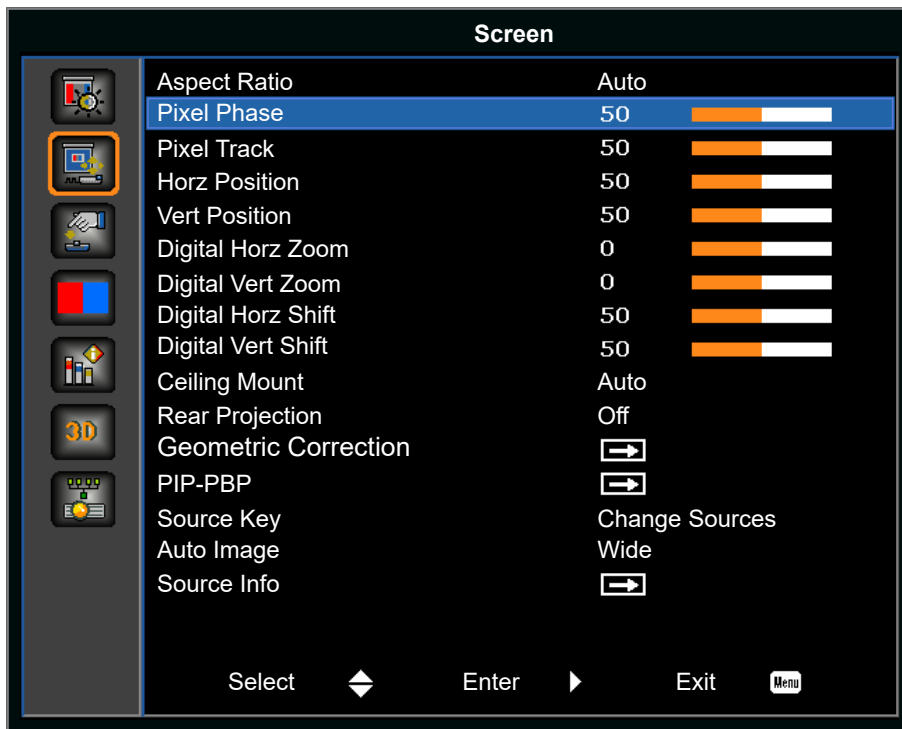 Screen
Aspect Ratio Auto
Pixel Phase 50
Pixel Track 50
Horz Position 50
Vert Position 50
Digital Horz Zoom 0
Digital Vert Zoom 0
Digital Horz Shift 50
Digital Vert Shift 50
Ceiling Mount Auto
Rear Projection Off
3D
Geometric Correction
PIP-PBP
Source Key Change Sources
Auto Image Wide
Source Info
Select Enter Exit Menu